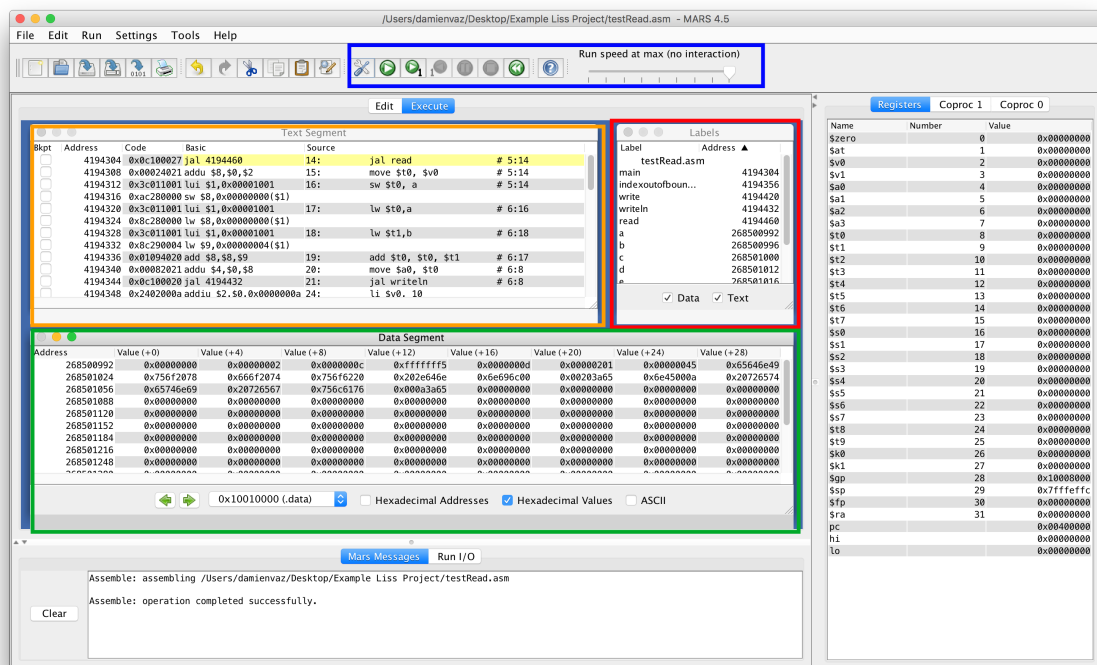 /Users/damienvaz/Desktop/Example Liss Project/testRead.asm - MARS 4.5
File Edit Run Settings Tools Help
Run speed at max (no interaction)
Edit Execute
Text Segment
Bkpt Address Code Basic Source
4194304 0x0c100027 jal 4194460 14: jal read # 5:14
4194308 0x00024021 addu $8,$0,$2 15: move $t0, $v0 # 5:14
4194312 0x3c011001 lui $1,0x00001001 16: sw $t0, a # 5:14
4194316 0xac280000 sw $8,0x00000000($1)
4194320 0x3c011001 lui $1,0x00001001 17: lw $t0,a # 6:16
4194324 0x8c280000 lw $8,0x00000000($1)
4194328 0x3c011001 lui $1,0x00001001 18: lw $t1,b # 6:18
4194332 0x8c290004 lw $9,0x00000004($1)
4194336 0x01094020 add $8,$8,$9 19: add $t0, $t0, $t1 # 6:17
4194340 0x00082021 addu $4,$0,$8 20: move $a0, $t0 # 6:8
4194344 0x0c100020 jal 4194432 21: jal writeln # 6:8
4194348 0x2402000a addiu $2,$0,0x0000000a 24: li $v0, 10
Labels
Label Address ▲
testRead.asm
main 4194304
indexoutofboun... 4194356
write 4194420
writeln 4194432
read 4194460
a 268500992
b 268500996
c 268501000
d 268501012
e 268501016
Data Text
Data Segment
Address Value (+0) Value (+4) Value (+8) Value (+12) Value (+16) Value (+20) Value (+24) Value (+28)
268500992 0x00000000 0x00000002 0x0000000c 0xfffffff5 0x0000000d 0x00000201 0x00000045 0x65646e49
268501024 0x756f2078 0x666f2074 0x756f6220 0x202e646e 0x6e696c00 0x00203a65 0x6e45000a 0x20726574
268501056 0x65746e69 0x20726567 0x756c6176 0x000a3a65 0x00000000 0x00000000 0x00000000 0x00000000
268501088 0x00000000 0x00000000 0x00000000 0x00000000 0x00000000 0x00000000 0x00000000 0x00000000
268501120 0x00000000 0x00000000 0x00000000 0x00000000 0x00000000 0x00000000 0x00000000 0x00000000
268501152 0x00000000 0x00000000 0x00000000 0x00000000 0x00000000 0x00000000 0x00000000 0x00000000
268501184 0x00000000 0x00000000 0x00000000 0x00000000 0x00000000 0x00000000 0x00000000 0x00000000
268501216 0x00000000 0x00000000 0x00000000 0x00000000 0x00000000 0x00000000 0x00000000 0x00000000
268501248 0x00000000 0x00000000 0x00000000 0x00000000 0x00000000 0x00000000 0x00000000 0x00000000
0x10010000 (.data) Hexadecimal Addresses Hexadecimal Values ASCII
Mars Messages Run I/O
Assemble: assembling /Users/damienvaz/Desktop/Example Liss Project/testRead.asm
Assemble: operation completed successfully.
Clear
Registers Coproc 1 Coproc 0
Name Number Value
$zero 0 0x00000000
$at 1 0x00000000
$v0 2 0x00000000
$v1 3 0x00000000
$a0 4 0x00000000
$a1 5 0x00000000
$a2 6 0x00000000
$a3 7 0x00000000
$t0 8 0x00000000
$t1 9 0x00000000
$t2 10 0x00000000
$t3 11 0x00000000
$t4 12 0x00000000
$t5 13 0x00000000
$t6 14 0x00000000
$t7 15 0x00000000
$s0 16 0x00000000
$s1 17 0x00000000
$s2 18 0x00000000
$s3 19 0x00000000
$s4 20 0x00000000
$s5 21 0x00000000
$s6 22 0x00000000
$s7 23 0x00000000
$t8 24 0x00000000
$t9 25 0x00000000
$k0 26 0x00000000
$k1 27 0x00000000
$gp 28 0x10008000
$sp 29 0x7fffeffc
$fp 30 0x00000000
$ra 31 0x00000000
pc 0x00400000
hi 0x00000000
lo 0x00000000